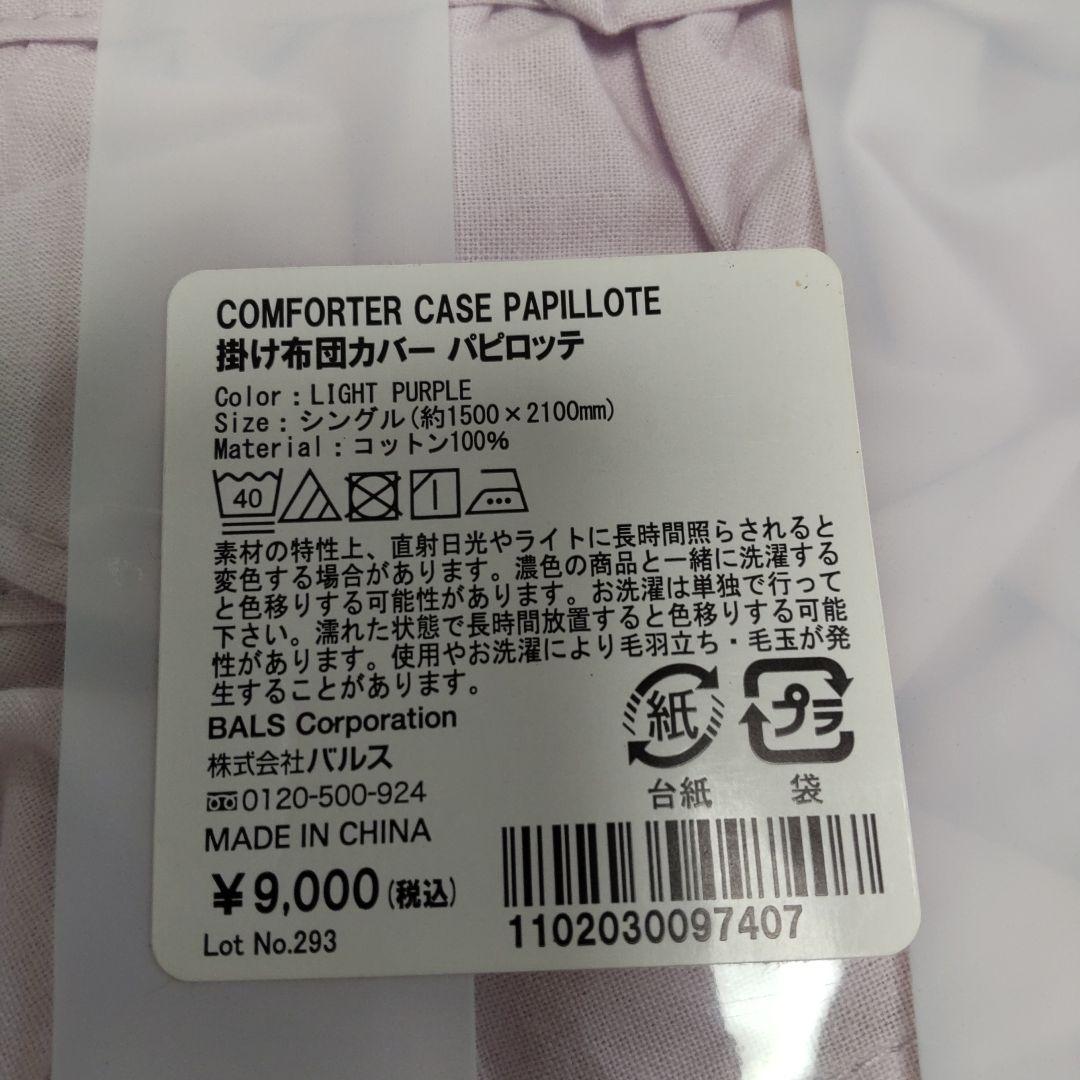 COMFORTER CASE PAPILLOTE
掛け布団カバー パピロッテ
Color：LIGHT PURPLE
Size：シングル(約1500×2100mm)
Material：コットン100%
40
素材の特性上、直射日光やライトに長時間照らされると
変色する場合があります。濃色の商品と一緒に洗濯する
と色移りする可能性があります。お洗濯は単独で行って
下さい。濡れた状態で長時間放置すると色移りする可能
性があります。使用やお洗濯により毛羽立ち・毛玉が発
生することがあります。
紙
プラ
BALS Corporation
株式会社バルス
台紙
袋
0120-500-924
MADE IN CHINA
¥9,000(税込)
1102030097407
Lot No.293